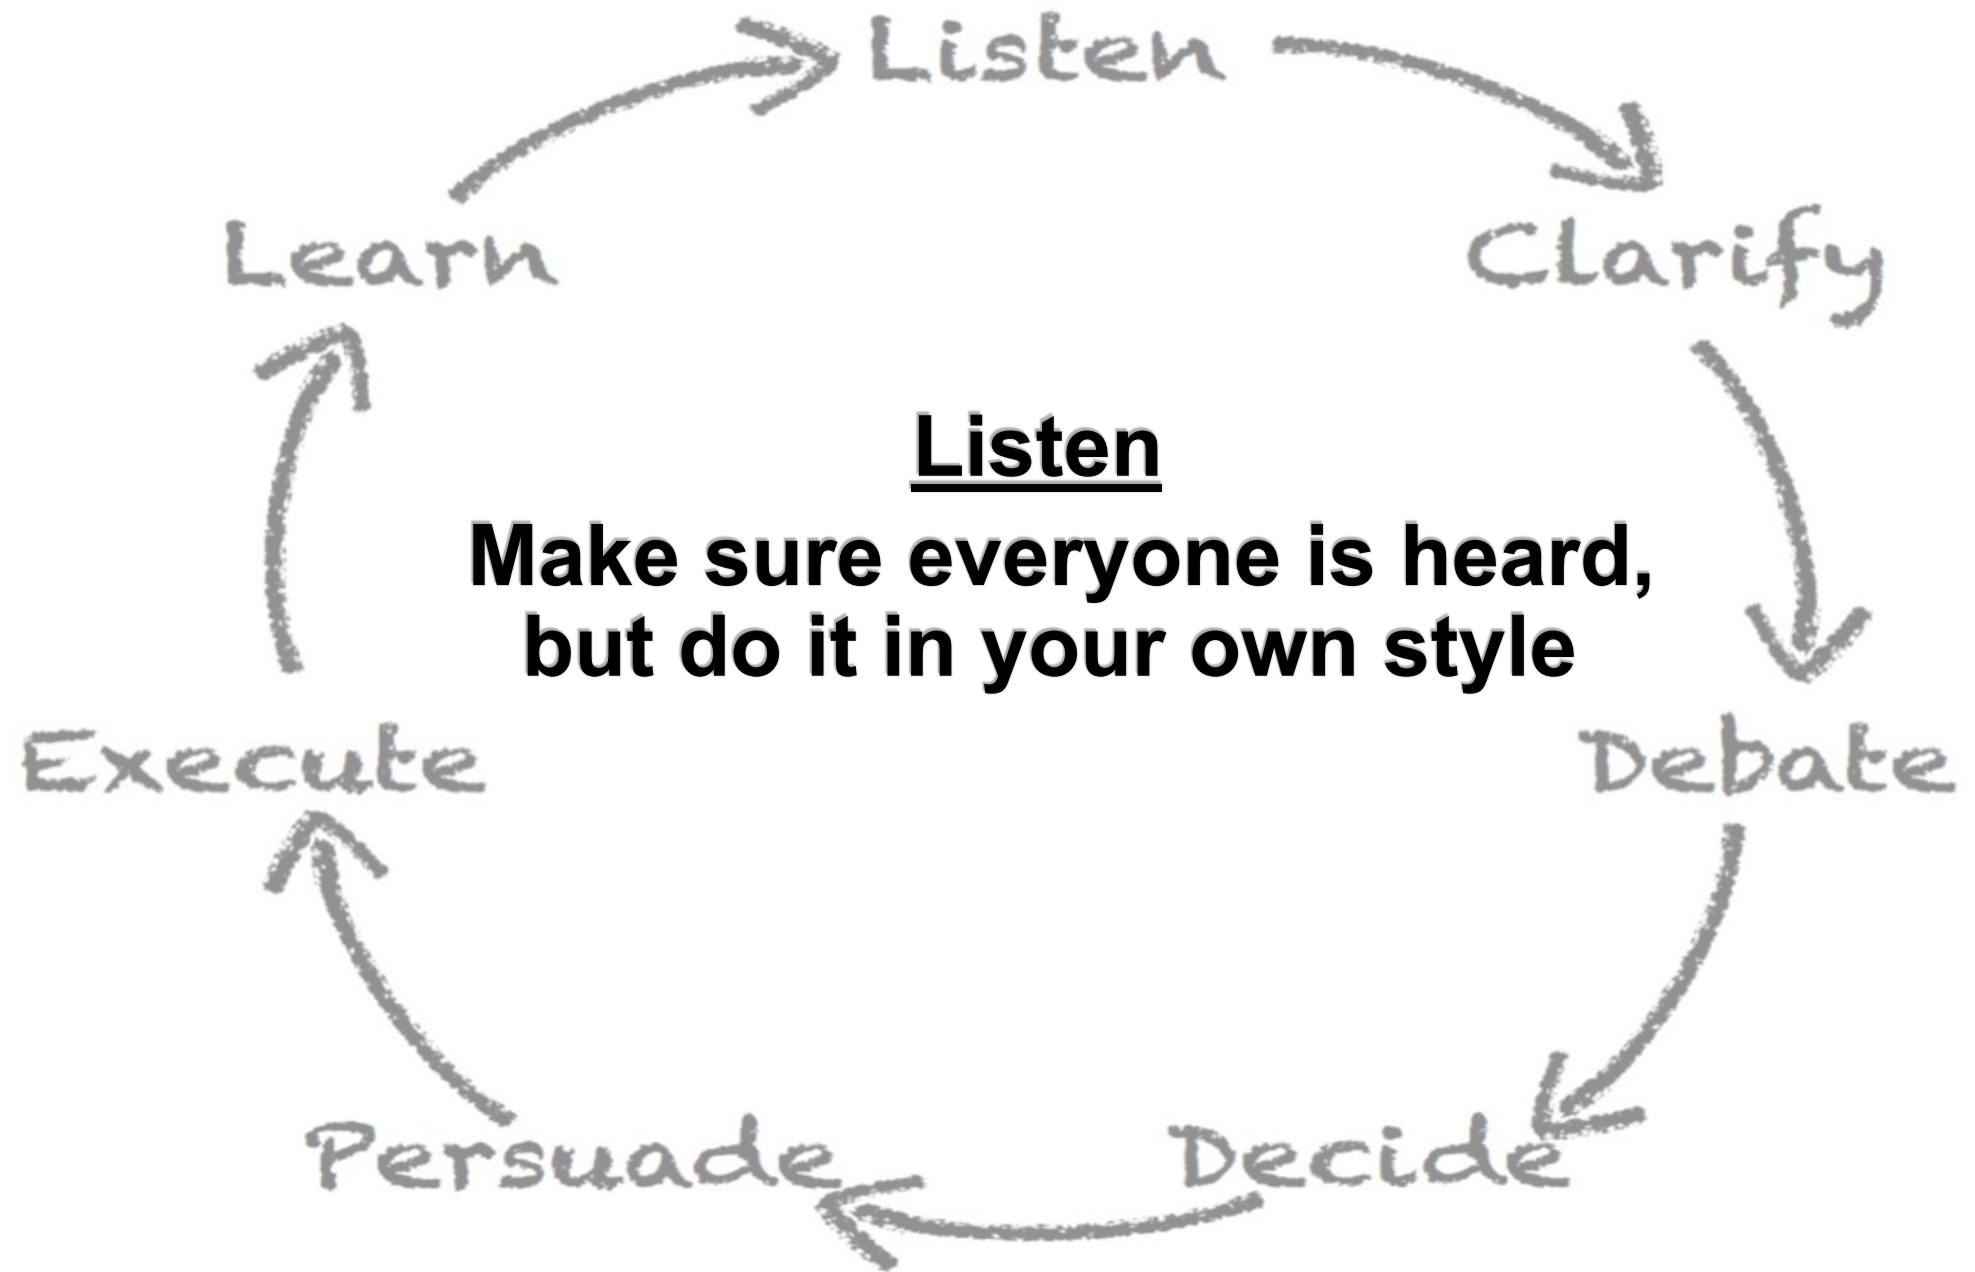 Listen
Clarify
Debate
Decide
Persuade
Execute
Learn
Listen
Make sure everyone is heard,
but do it in your own style